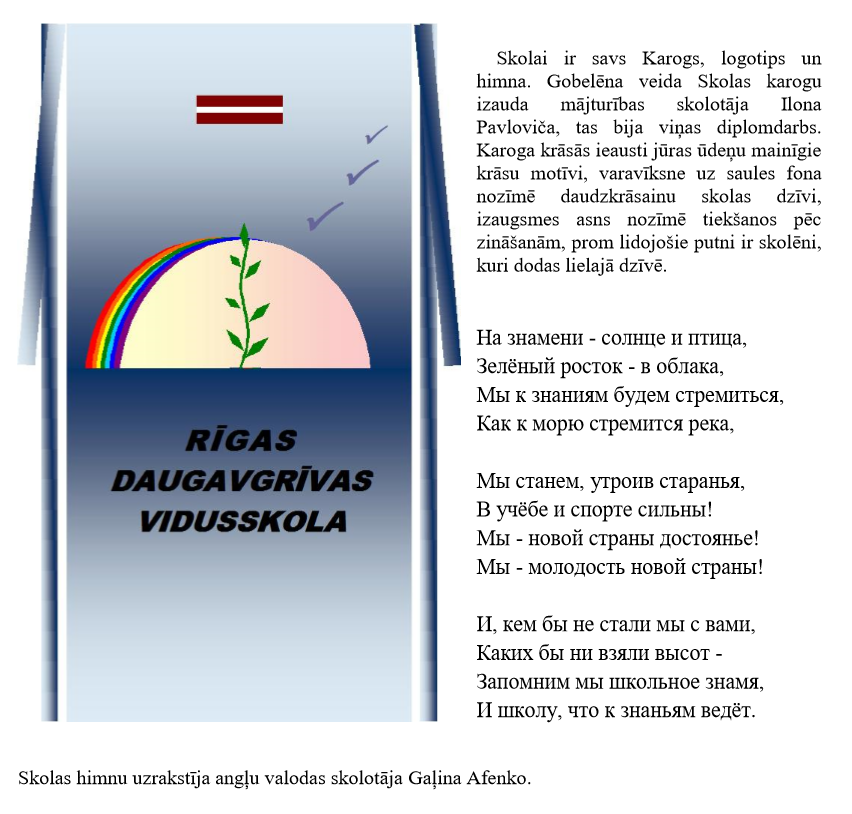 RĪGAS
DAUGAVGRĪVAS
VIDUSSKOLA
Skolai ir savs Karogs, logotips un
himna. Gobelēna veida Skolas karogu
izauda mājturības skolotāja Ilona
Pavloviča, tas bija viņas diplomdarbs.
Karoga krāsās ieausti jūras ūdeņu mainīgie
krāsu motīvi, varavīksne uz saules fona
nozīmē daudzkrāsainu skolas dzīvi,
izaugsmes asns nozīmē tiekšanos pēc
zināšanām, prom lidojošie putni ir skolēni,
kuri dodas lielajā dzīvē.
На знамени - солнце и птица,
Зелёный росток - в облака,
Мы к знаниям будем стремиться,
Как к морю стремится река,
Мы станем, утроив старанья,
В учёбе и спорте сильны!
Мы - новой страны достоянье!
Мы - молодость новой страны!
И, кем бы не стали мы с вами,
Каких бы ни взяли высот -
Запомним мы школьное знамя,
И школу, что к знаньям ведёт.
Skolas himnu uzrakstīja angļu valodas skolotāja Gaļina Afenko.